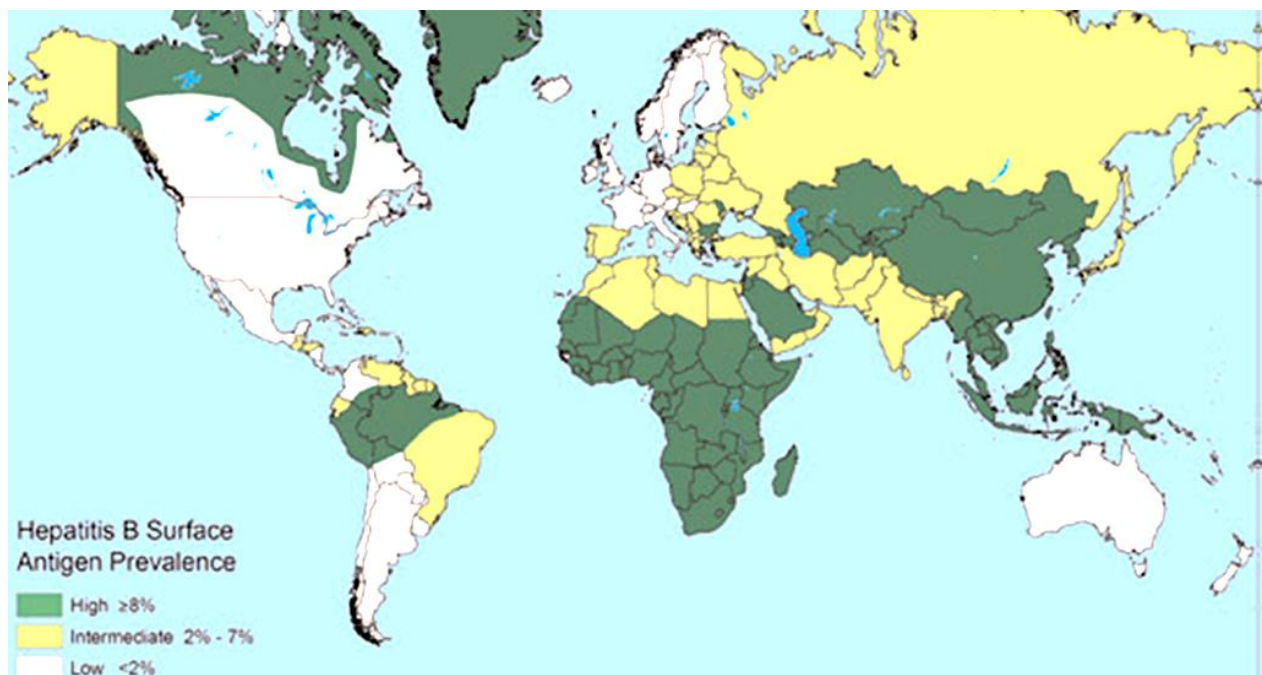 Hepatitis B Surface
Antigen Prevalence
High ≥8%
Intermediate 2% - 7%
Low <2%